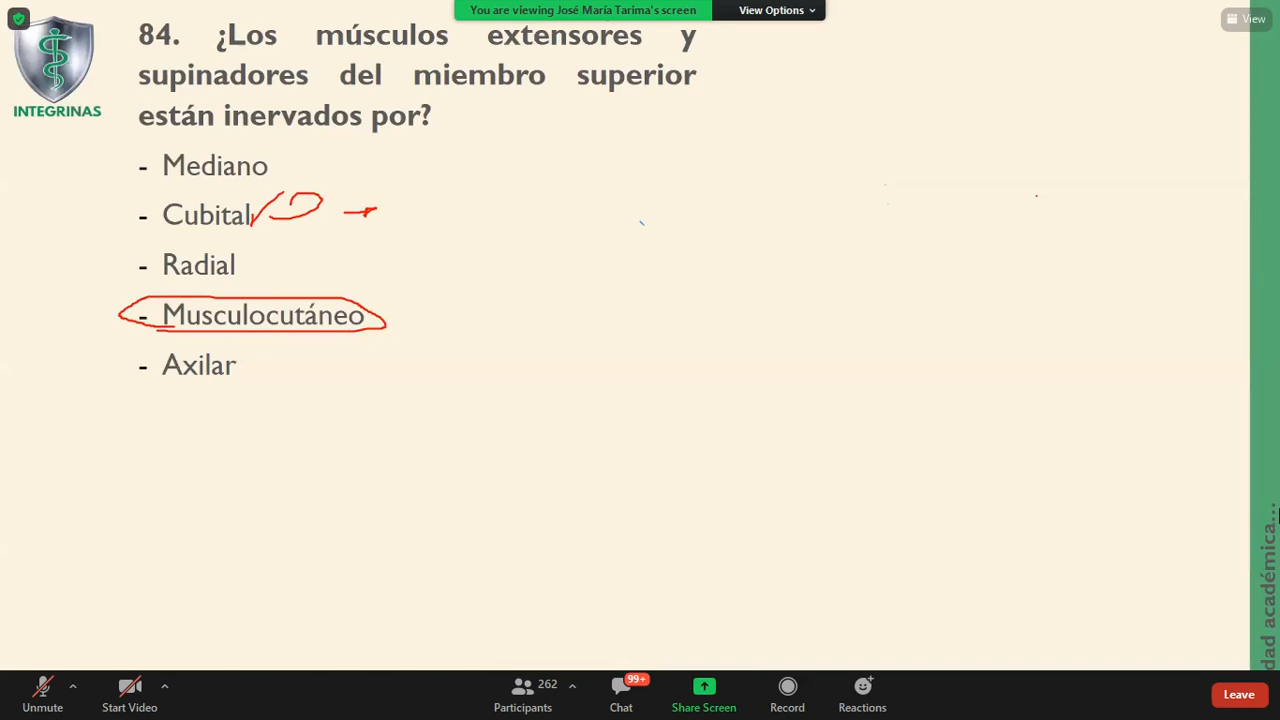 You are viewing José María Tarima's screen
View Options
View
INTEGRINAS
84. ¿Los músculos extensores y
supinadores del miembro superior
están inervados por?
- Mediano
- Cubital
- Radial
- Musculocutáneo
- Axilar
dad académica...
Unmute
Start Video
262
Participants
99+
Chat
Share Screen
Record
Reactions
Leave